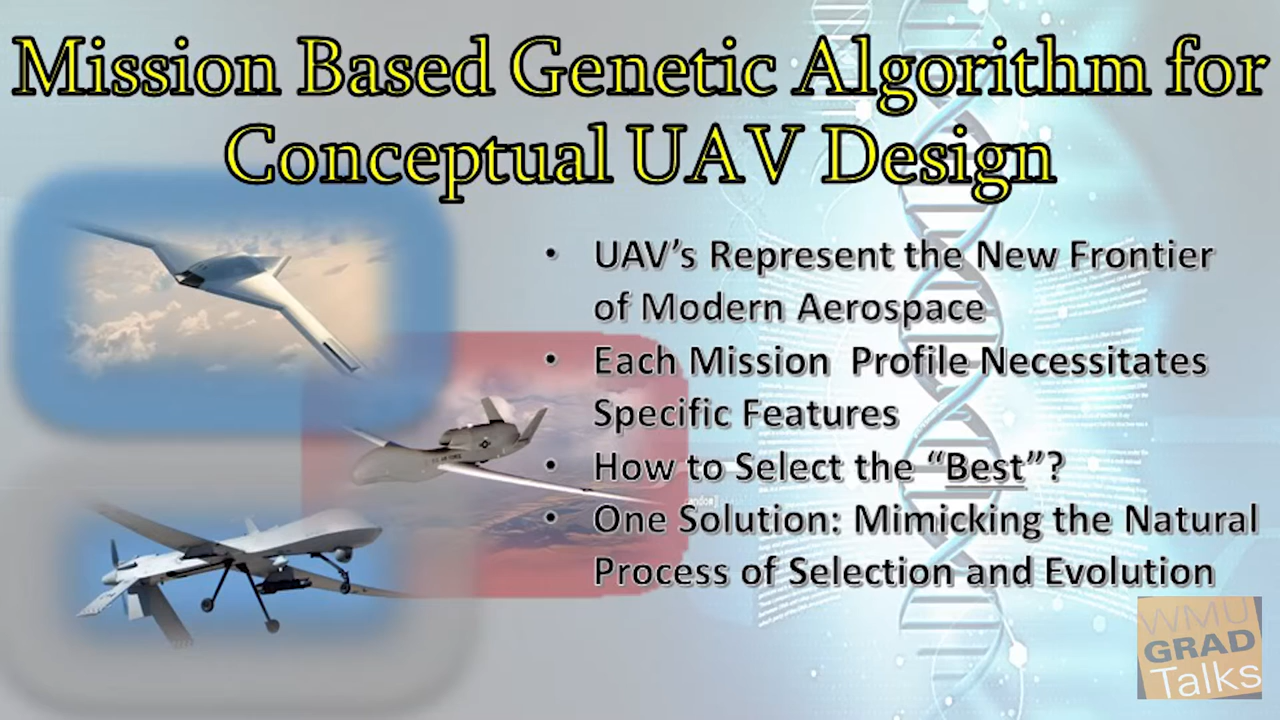 Mission Based Genetic Algorithm for
Conceptual UAV Design
• UAV's Represent the New Frontier
of Modern Aerospace
• Each Mission Profile Necessitates
Specific Features
• How to Select the “Best”?
• One Solution: Mimicking the Natural
Process of Selection and Evolution
WMU
GRAD
Talks